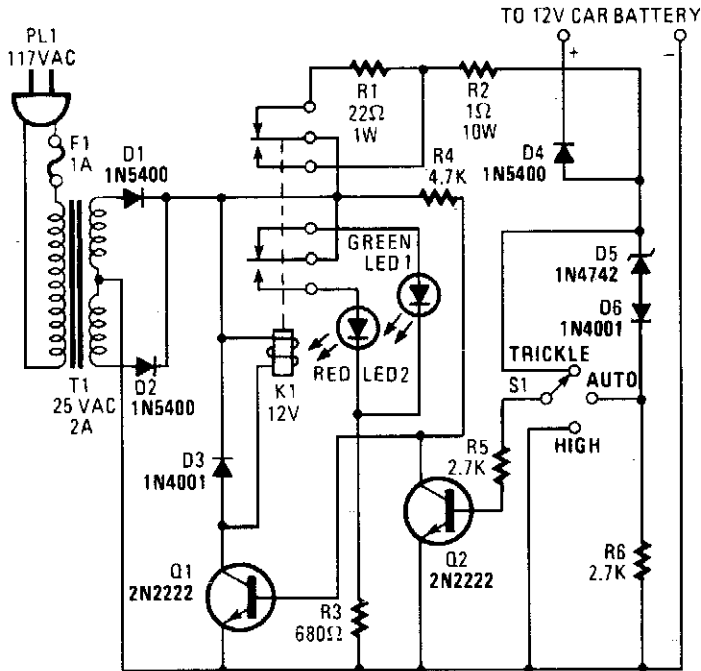 TO 12V CAR BATTERY
+
-
PL1
117VAC
F1
1A
D1
1N5400
R1
22Ω
1W
R2
1Ω
10W
R4
4.7K
D4
1N5400
GREEN
LED1
D5
1N4742
D6
1N4001
T1
25 VAC
2A
D2
1N5400
K1
12V
RED LED2
TRICKLE
S1
AUTO
HIGH
D3
1N4001
R5
2.7K
Q1
2N2222
R3
680Ω
Q2
2N2222
R6
2.7K